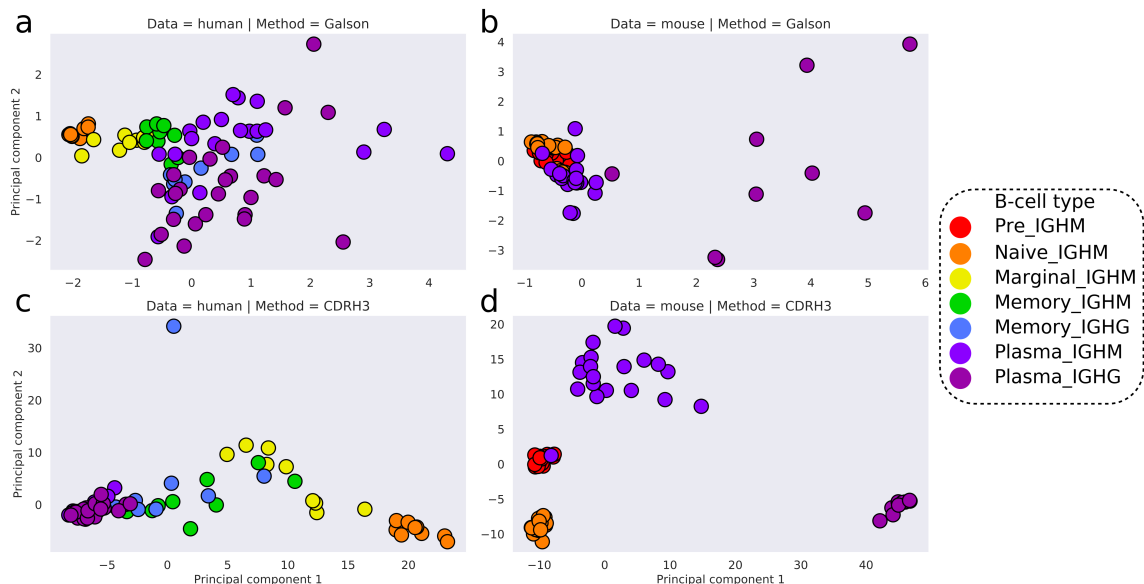 a
Data = human | Method = Galson
b
Data = mouse | Method = Galson
Principal component 2
2
1
0
−1
−2
−2 −1 0 1 2 3 4
4
3
2
1
0
−1
−2
−3
−1 0 1 2 3 4 5 6
c
Data = human | Method = CDRH3
d
Data = mouse | Method = CDRH3
Principal component 2
30
20
10
0
−5 0 5 10 15 20
Principal component 1
20
15
10
5
0
−5
−10
−10 0 10 20 30 40 50
Principal component 1
B-cell type
Pre_IGHM
Naive_IGHM
Marginal_IGHM
Memory_IGHM
Memory_IGHG
Plasma_IGHM
Plasma_IGHG